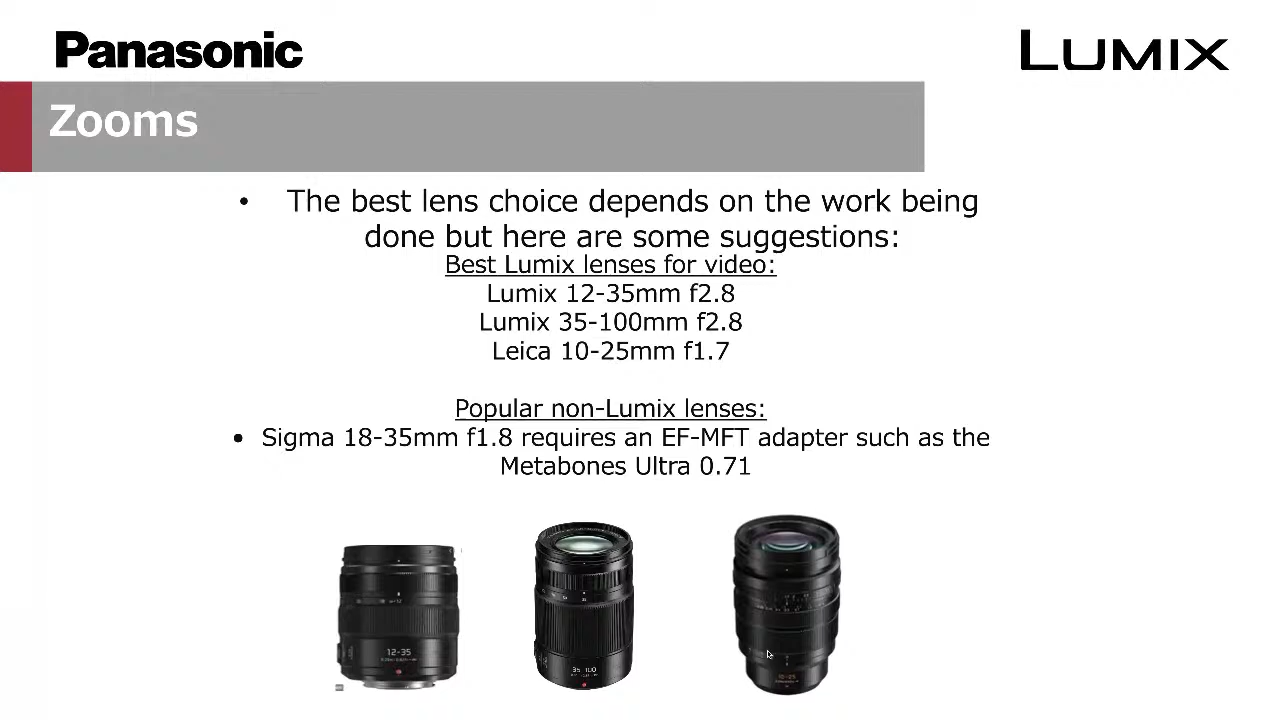 Panasonic
LUMIX
Zooms
• The best lens choice depends on the work being
done but here are some suggestions:
Best Lumix lenses for video:
Lumix 12-35mm f2.8
Lumix 35-100mm f2.8
Leica 10-25mm f1.7
Popular non-Lumix lenses:
• Sigma 18-35mm f1.8 requires an EF-MFT adapter such as the
Metabones Ultra 0.71
12-35
35-100
10-25